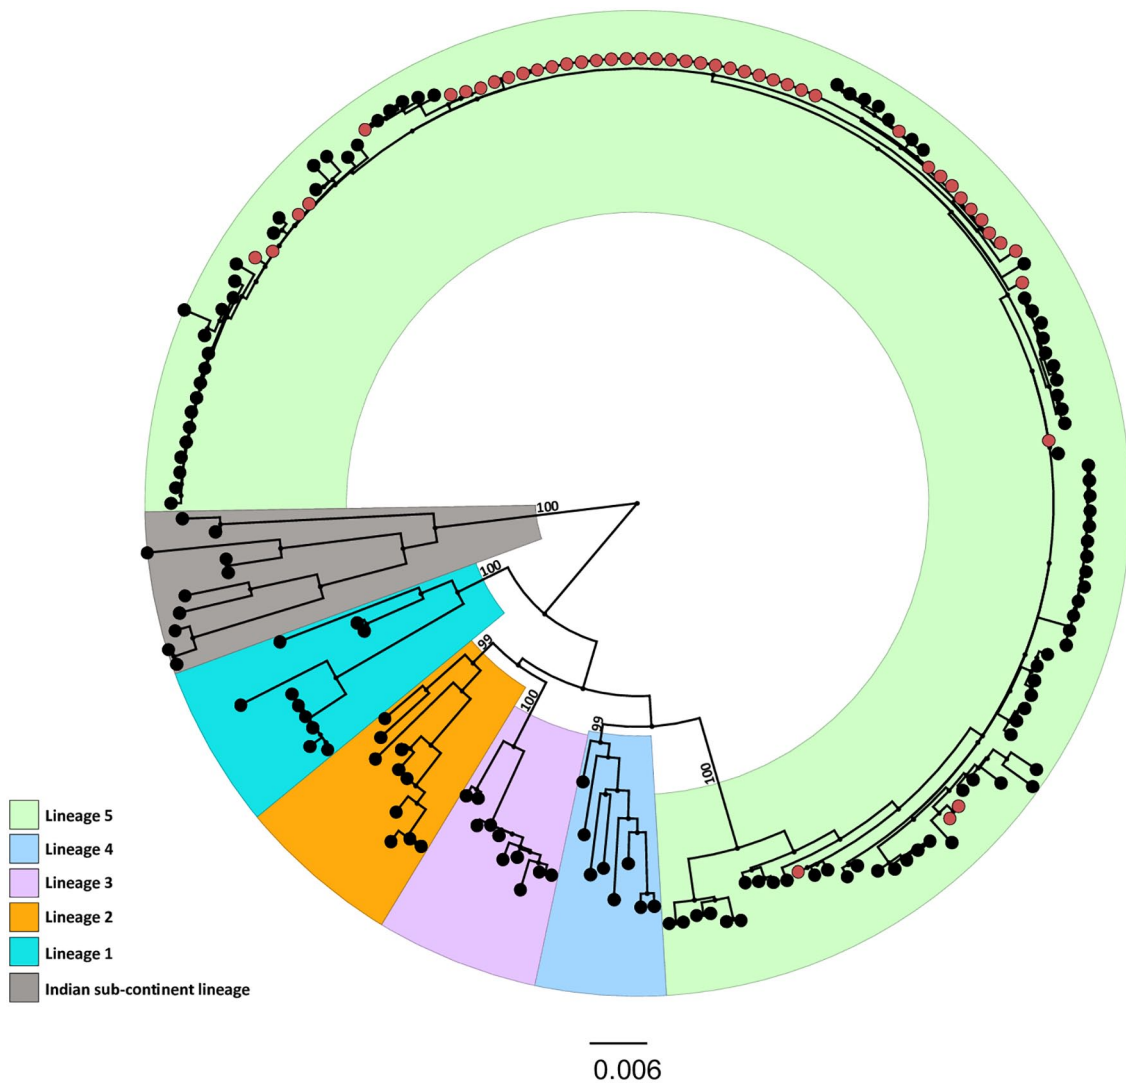 100
100
99
100
99
100
Lineage 5
Lineage 4
Lineage 3
Lineage 2
Lineage 1
Indian sub-continent lineage
0.006